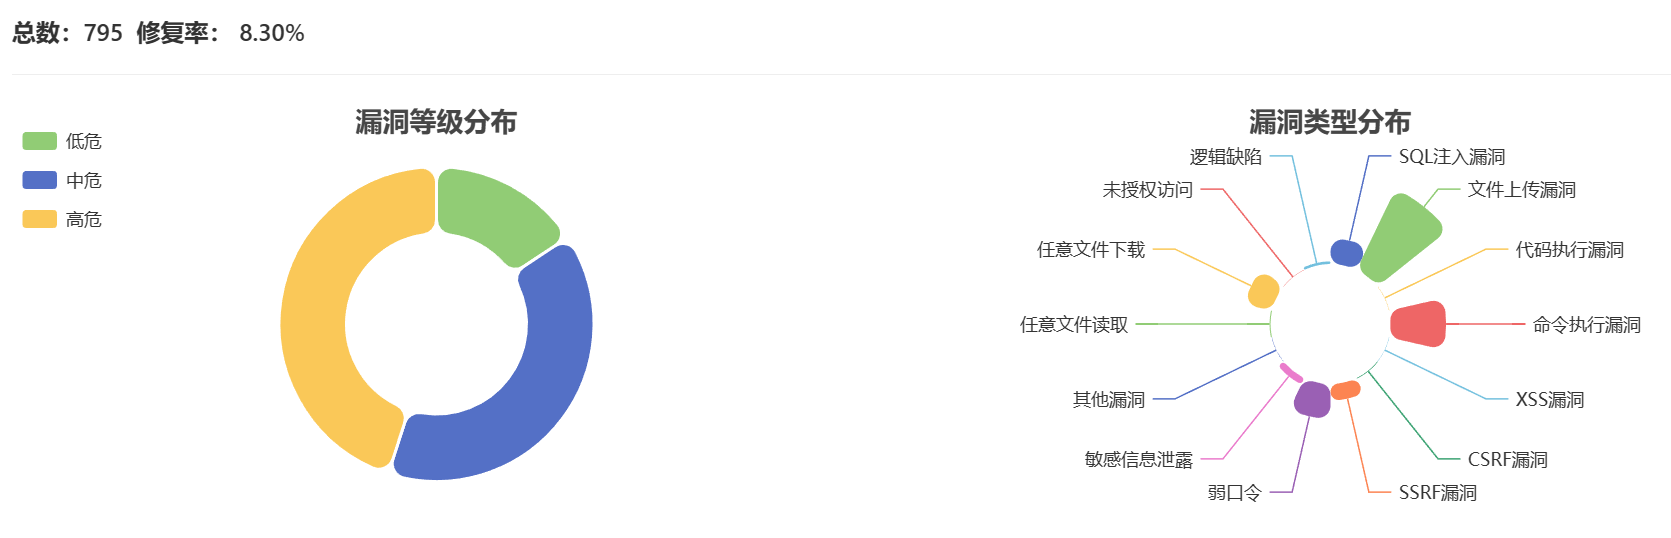 总数：795 修复率： 8.30%
漏洞等级分布
低危
中危
高危
漏洞类型分布
逻辑缺陷
SQL注入漏洞
未授权访问
文件上传漏洞
任意文件下载
代码执行漏洞
任意文件读取
命令执行漏洞
其他漏洞
XSS漏洞
敏感信息泄露
CSRF漏洞
弱口令
SSRF漏洞